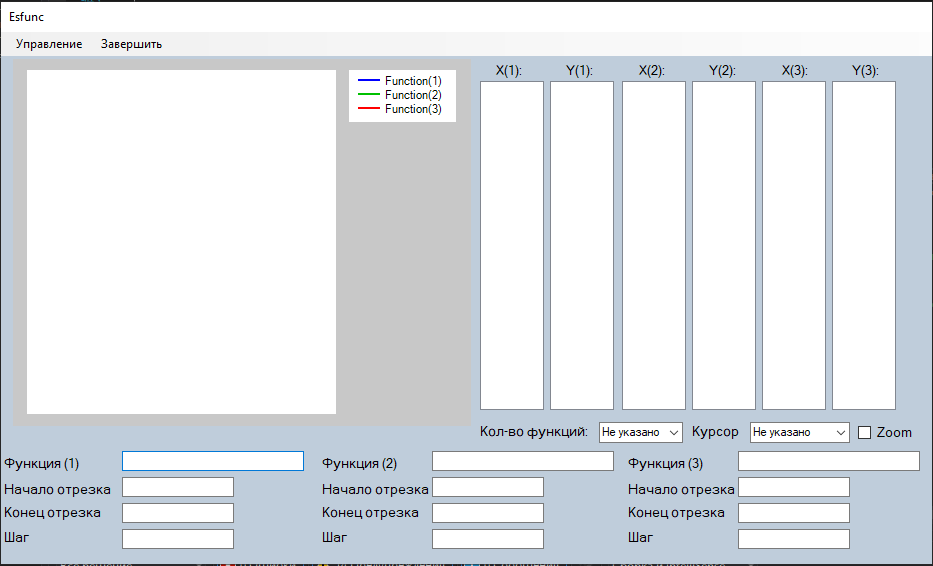 Esfunc
Управление Завершить
Function(1)
Function(2)
Function(3)
X(1): Y(1): X(2): Y(2): X(3): Y(3):
Кол-во функций: Не указано Курсор Не указано Zoom
Функция (1) Функция (2) Функция (3)
Начало отрезка Начало отрезка Начало отрезка
Конец отрезка Конец отрезка Конец отрезка
Шаг Шаг Шаг